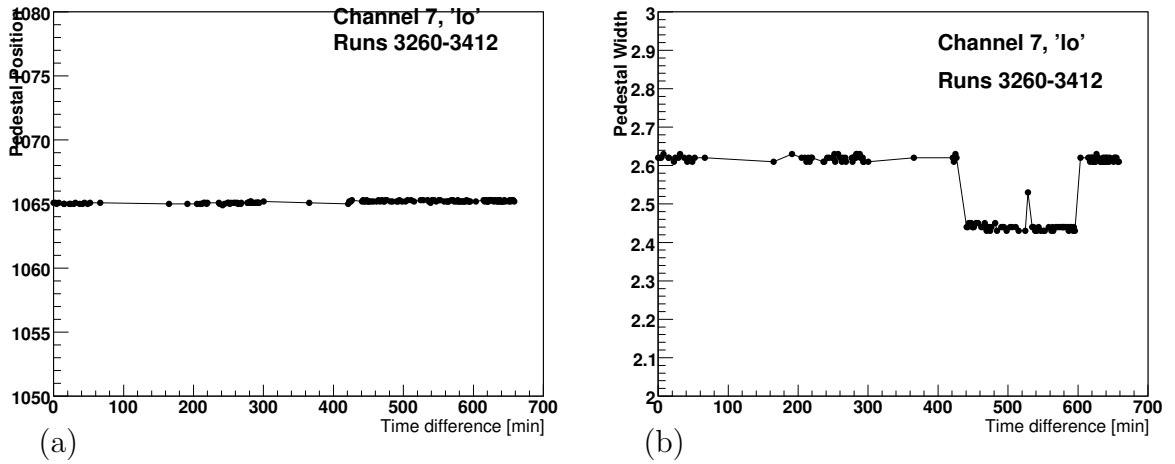 Channel 7, 'lo'
Runs 3260-3412
Pedestal Position
1080
1075
1070
1065
1060
1055
1050
0 100 200 300 400 500 600 700
Time difference [min]
(a)
Channel 7, 'lo'
Runs 3260-3412
Pedestal Width
3
2.9
2.8
2.7
2.6
2.5
2.4
2.3
2.2
2.1
2
0 100 200 300 400 500 600 700
Time difference [min]
(b)